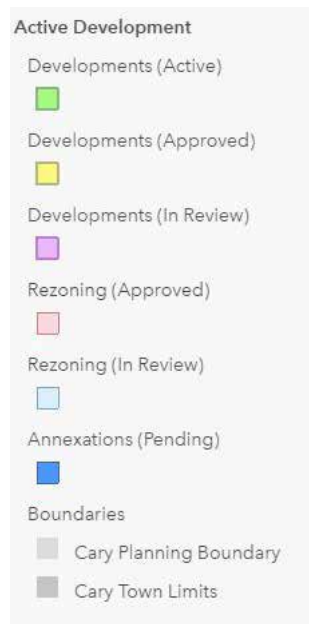 Active Development
Developments (Active)
Developments (Approved)
Developments (In Review)
Rezoning (Approved)
Rezoning (In Review)
Annexations (Pending)
Boundaries
Cary Planning Boundary
Cary Town Limits